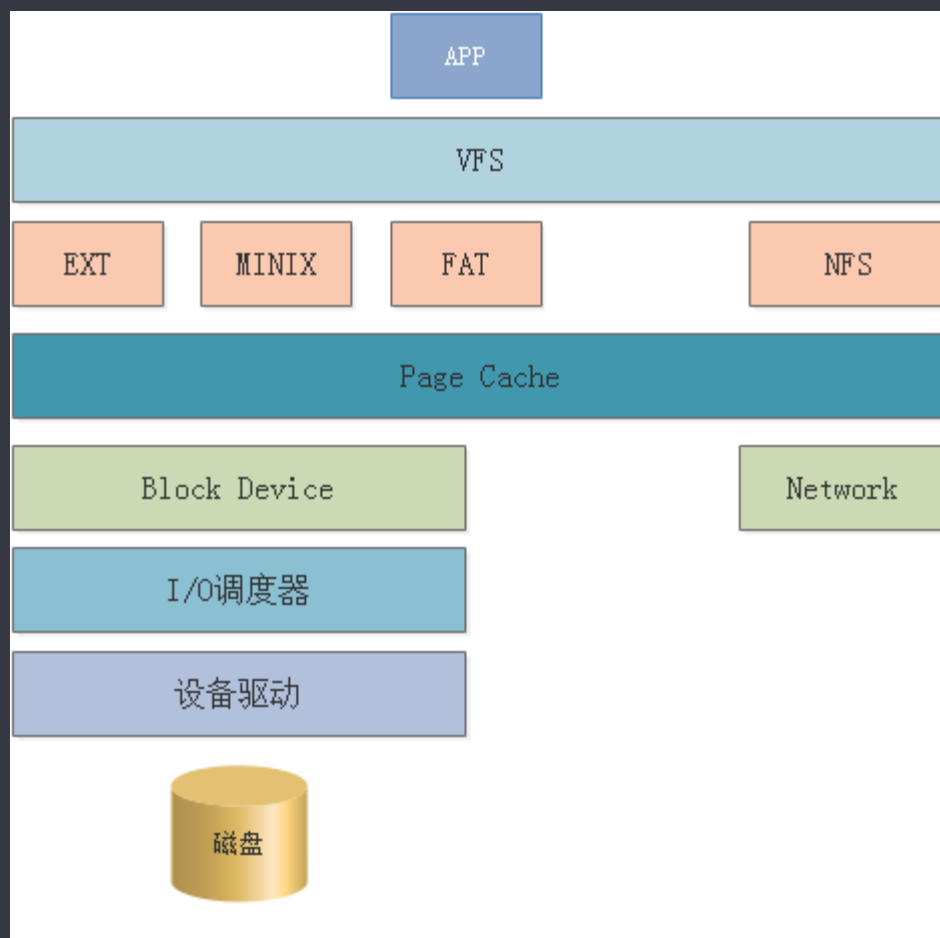 APP
VFS
EXT
MINIX
FAT
NFS
Page Cache
Block Device
Network
I/O调度器
设备驱动
磁盘